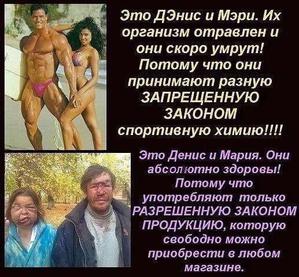 Это ДЭнис и Мэри. Их
организм отравлен и
они скоро умрут!
Потому что они
принимают разную
ЗАПРЕЩЕННУЮ
ЗАКОНОМ
спортивную химию!!!!
Это Денис и Мария. Они
абсолютно здоровы!
Потому что
употребляют только
РАЗРЕШЕННУЮ ЗАКОНОМ
ПРОДУКЦИЮ, которую
свободно можно
приобрести в любом
магазине.